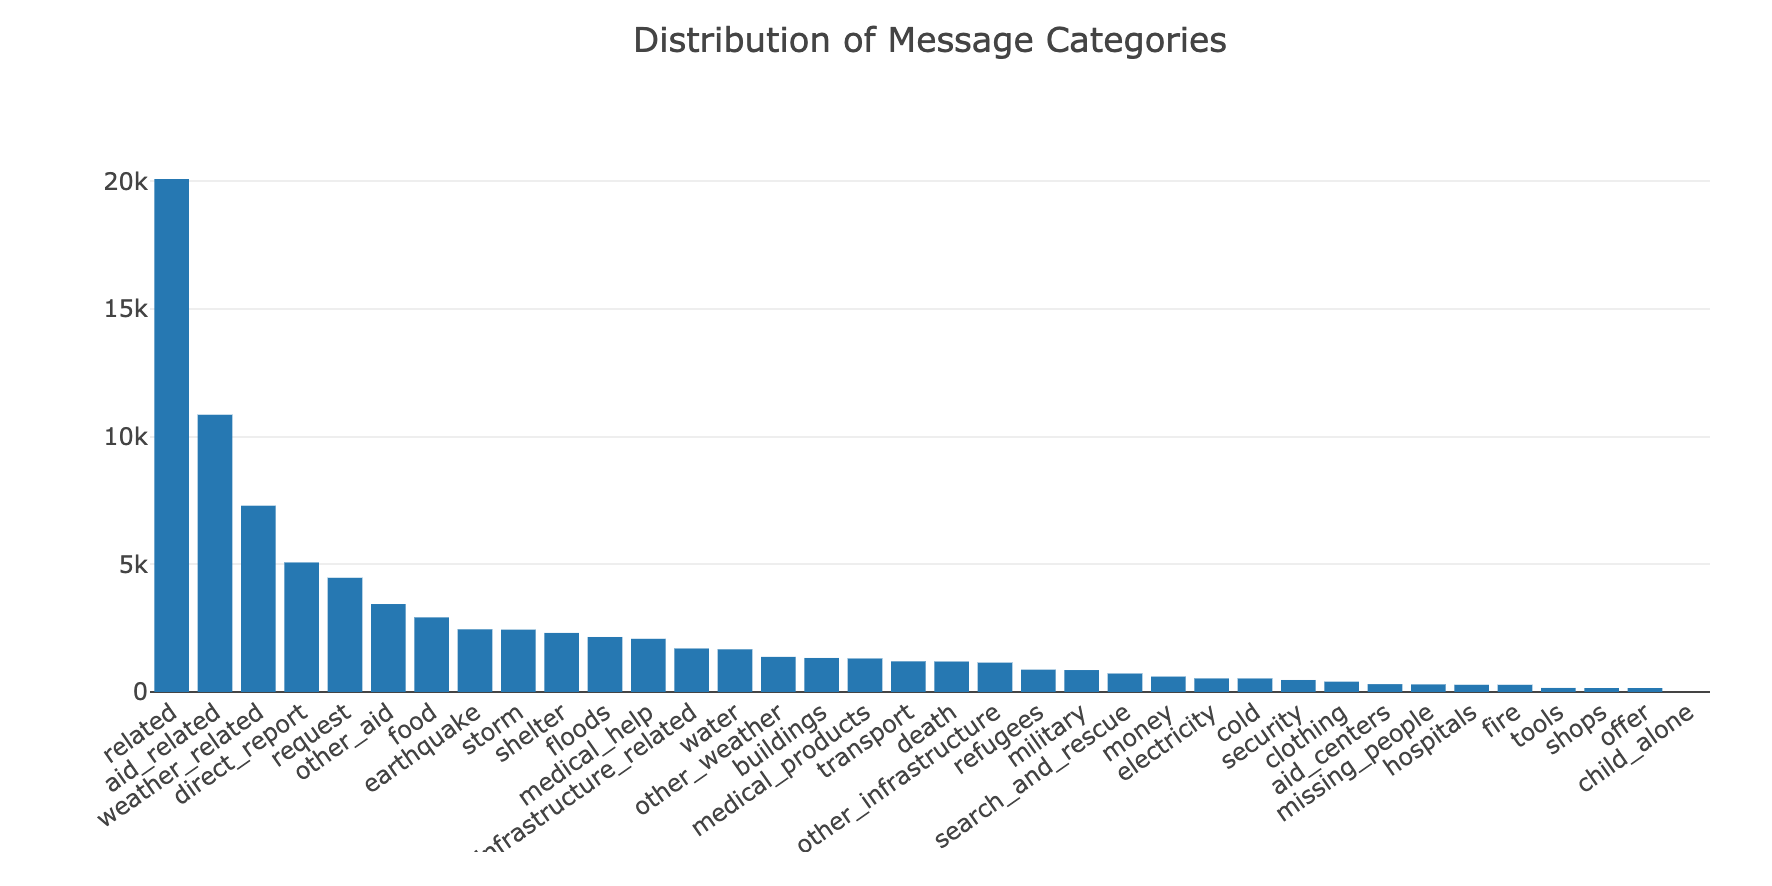 Distribution of Message Categories
20k
15k
10k
5k
0
related
aid_related
weather_related
direct_report
request
other_aid
food
earthquake
storm
shelter
floods
medical_help
infrastructure_related
water
other_weather
buildings
medical_products
transport
death
other_infrastructure
refugees
military
search_and_rescue
money
electricity
cold
security
clothing
aid_centers
missing_people
hospitals
fire
tools
shops
offer
child_alone